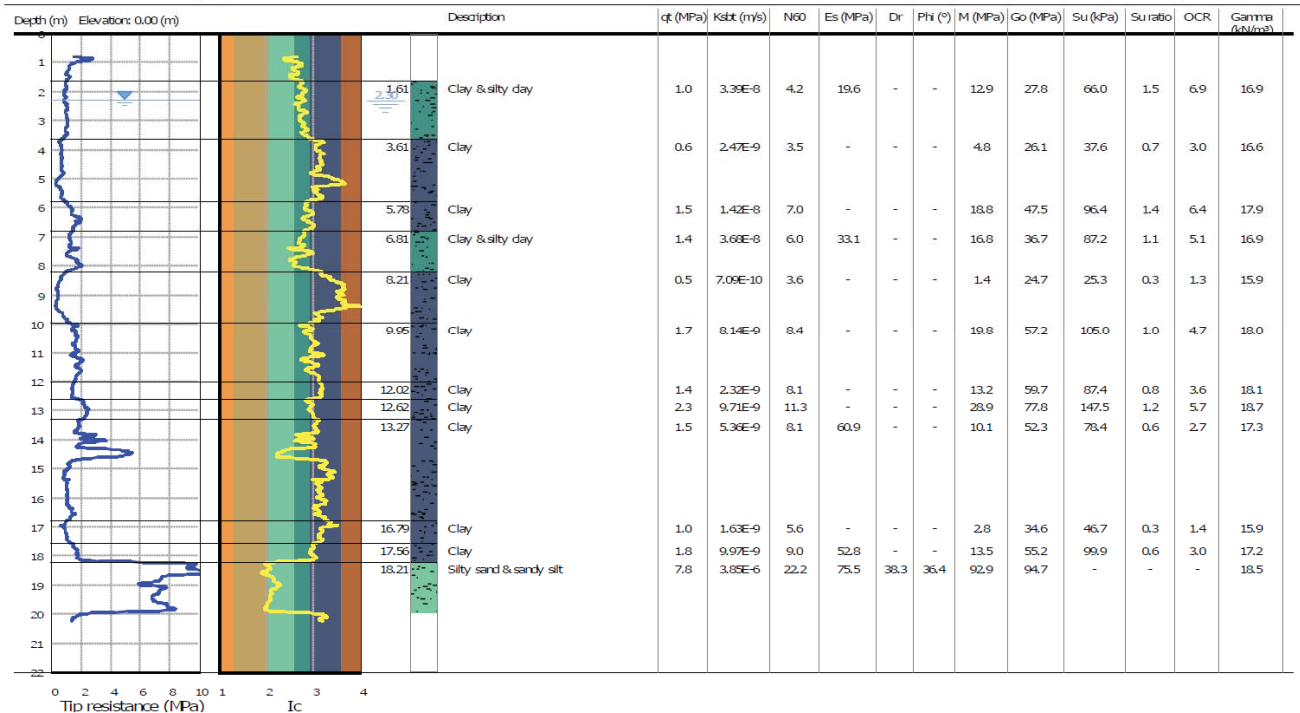 Depth (m) Elevation: 0.00 (m) Description qt (MPa) Ksbt (m/s) N60 Es (MPa) Dr Phi (°) M (MPa) Go (MPa) Su (kPa) Su ratio OCR Gamma (kN/m³)
0
1
1.61 Clay & silty clay 1.0 3.39E-8 4.2 19.6 - - 12.9 27.8 66.0 1.5 6.9 16.9
2
2.30
3
3.61 Clay 0.6 2.47E-9 3.5 - - - 4.8 26.1 37.6 0.7 3.0 16.6
4
5
5.78 Clay 1.5 1.42E-8 7.0 - - - 18.8 47.5 96.4 1.4 6.4 17.9
6
6.81 Clay & silty clay 1.4 3.68E-8 6.0 33.1 - - 16.8 36.7 87.2 1.1 5.1 16.9
7
8
8.21 Clay 0.5 7.09E-10 3.6 - - - 1.4 24.7 25.3 0.3 1.3 15.9
9
10
9.95 Clay 1.7 8.14E-9 8.4 - - - 19.8 57.2 105.0 1.0 4.7 18.0
11
12
12.02 Clay 1.4 2.32E-9 8.1 - - - 13.2 59.7 87.4 0.8 3.6 18.1
13
12.62 Clay 2.3 9.71E-9 11.3 - - - 28.9 77.8 147.5 1.2 5.7 18.7
13.27 Clay 1.5 5.36E-9 8.1 60.9 - - 10.1 52.3 78.4 0.6 2.7 17.3
14
15
16
17
16.79 Clay 1.0 1.63E-9 5.6 - - - 2.8 34.6 46.7 0.3 1.4 15.9
18
17.56 Clay 1.8 9.97E-9 9.0 52.8 - - 13.5 55.2 99.9 0.6 3.0 17.2
18.21 Silty sand & sandy silt 7.8 3.85E-6 22.2 75.5 38.3 36.4 92.9 94.7 - - - 18.5
19
20
21
22
0 2 4 6 8 10 1 2 3 4
Tip resistance (MPa) Ic